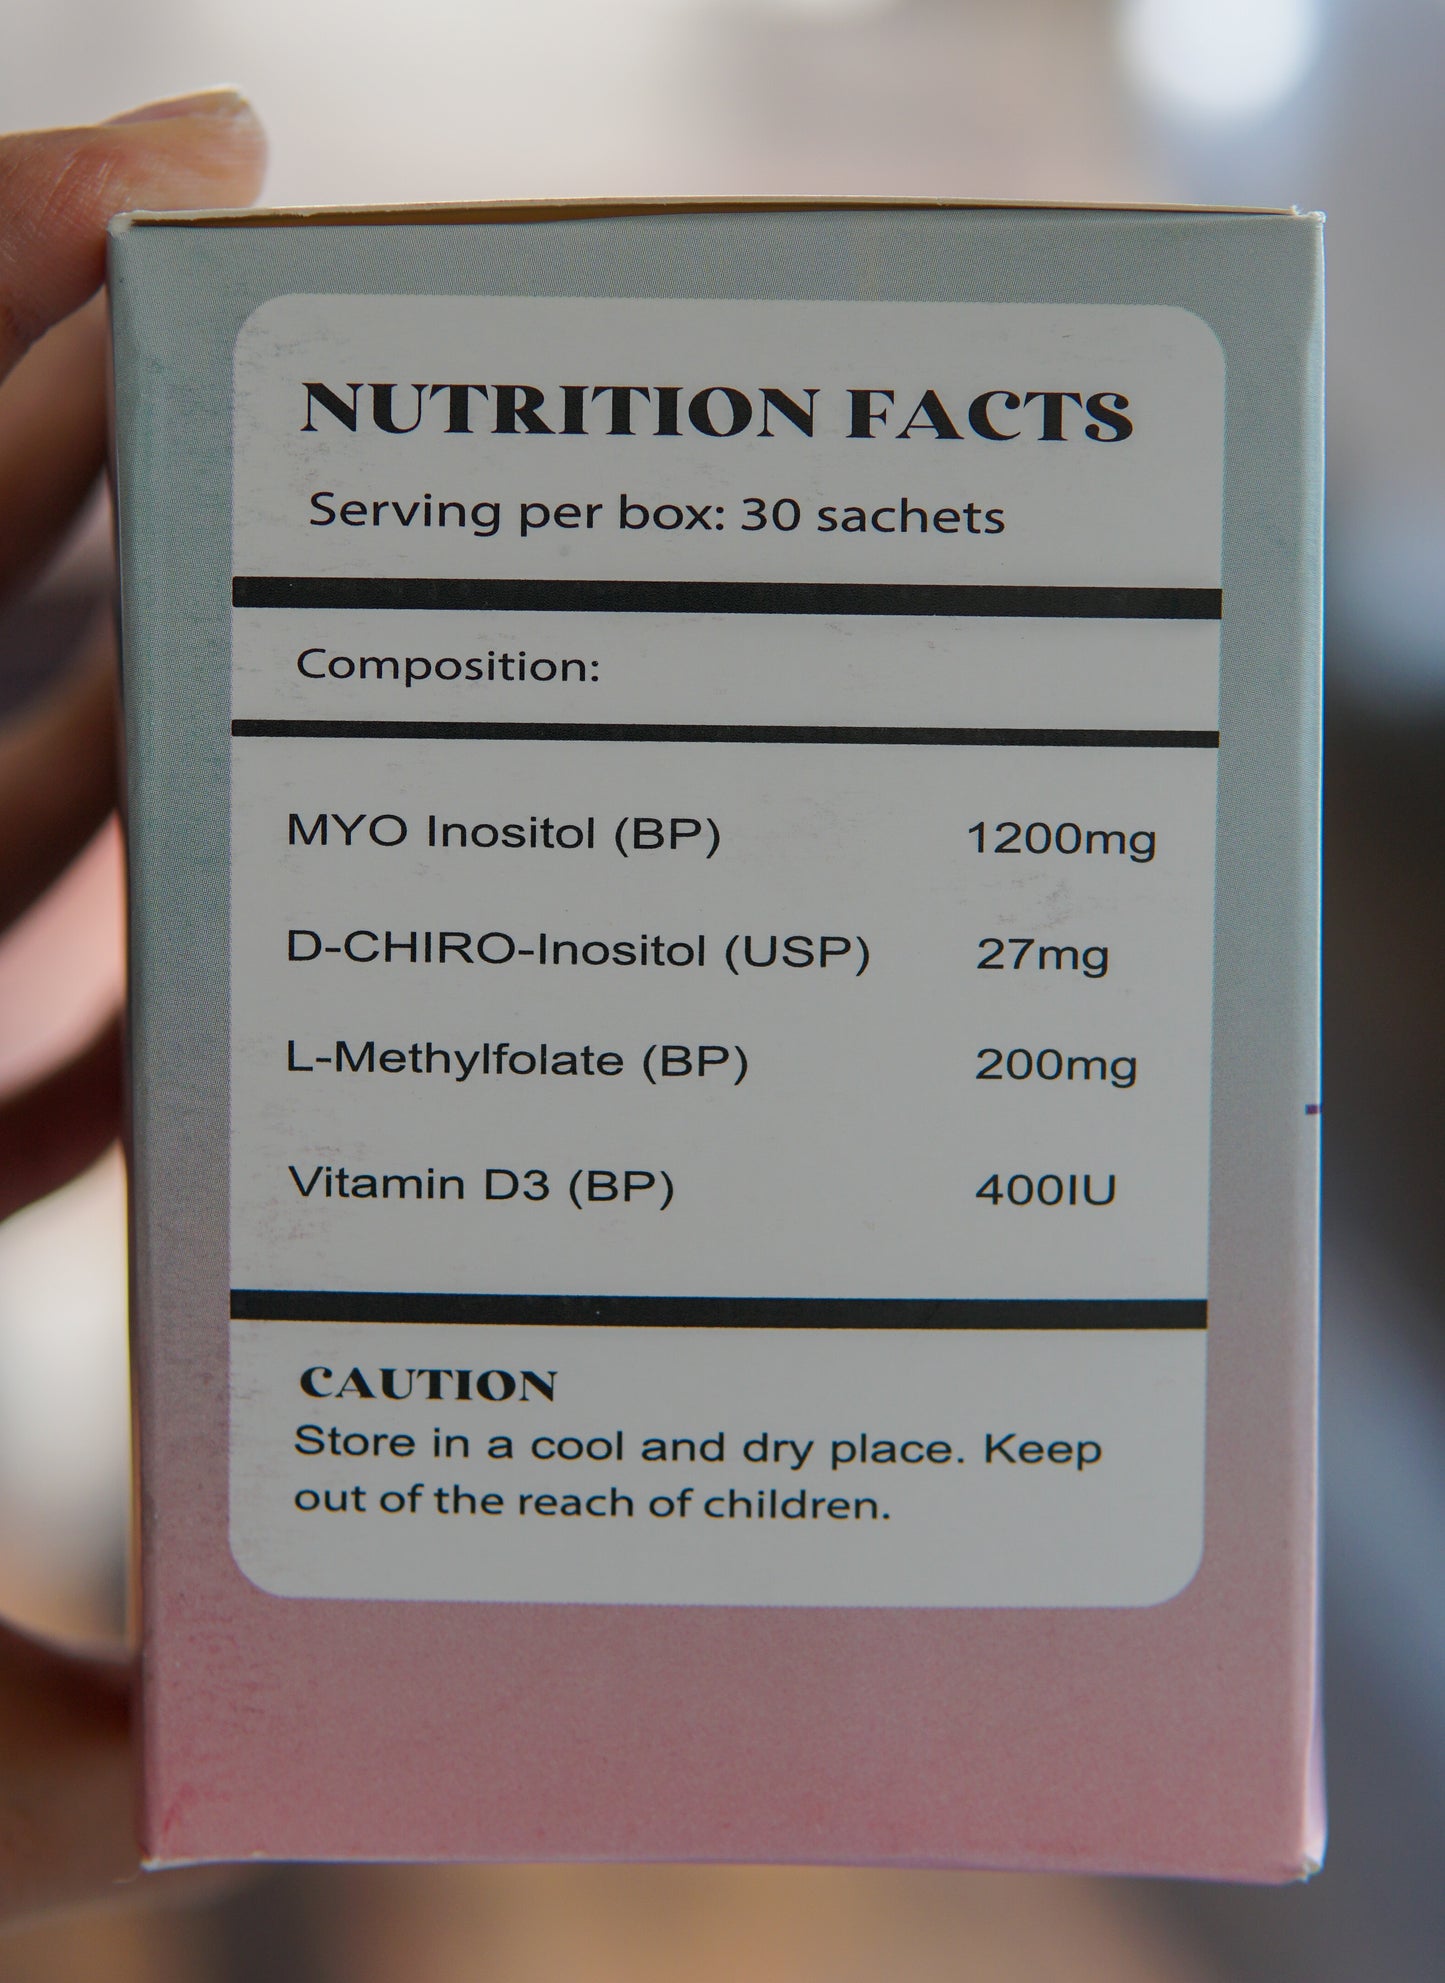 NUTRITION FACTS
Serving per box: 30 sachets
Composition:
MYO Inositol (BP) 1200mg
D-CHIRO-Inositol (USP) 27mg
L-Methylfolate (BP) 200mg
Vitamin D3 (BP) 400IU
CAUTION
Store in a cool and dry place. Keep
out of the reach of children.